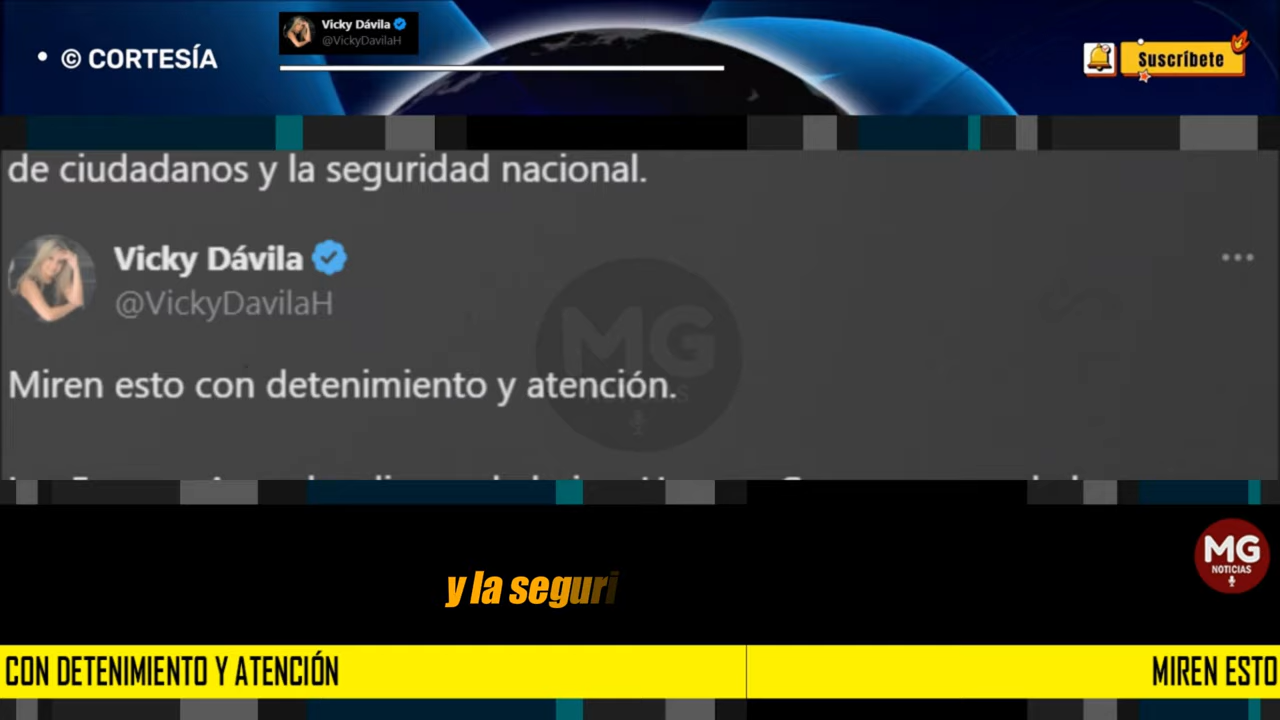 • © CORTESÍA
Vicky Dávila
@VickyDavilaH
Suscríbete
de ciudadanos y la seguridad nacional.
Vicky Dávila
@VickyDavilaH
MG
Miren esto con detenimiento y atención.
MG
NOTICIAS
y la seguri
CON DETENIMIENTO Y ATENCIÓN
MIREN ESTO